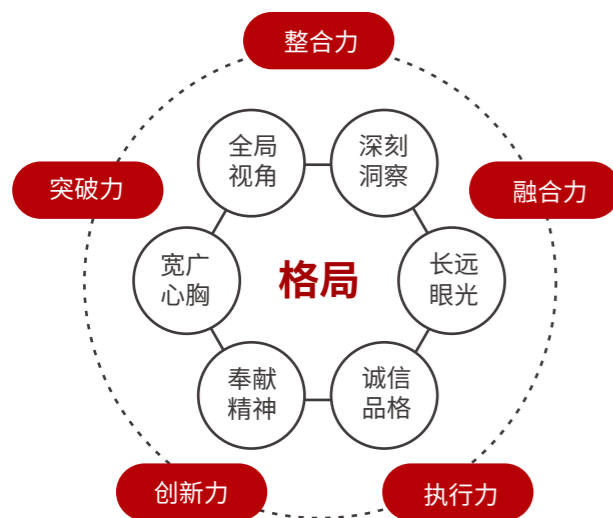 整合力
全局
视角
深刻
洞察
突破力
融合力
宽广
心胸
格局
长远
眼光
奉献
精神
诚信
品格
创新力
执行力